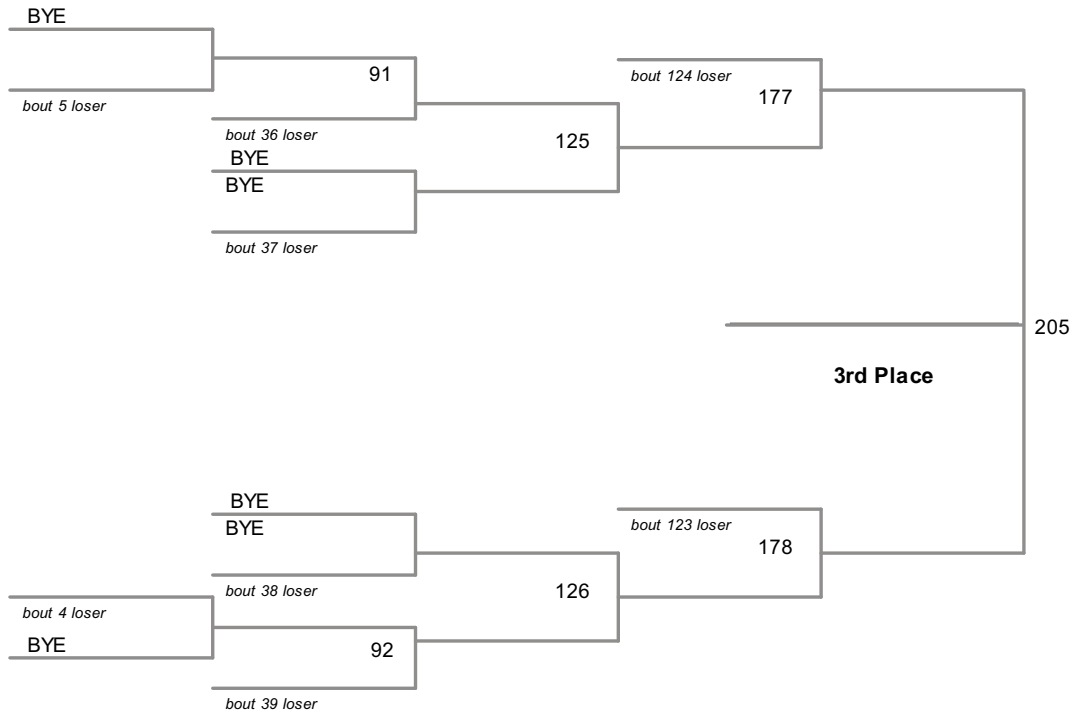 BYE
bout 5 loser
91
bout 36 loser
BYE
BYE
bout 37 loser
125
bout 124 loser
177
205
3rd Place
BYE
BYE
bout 38 loser
bout 4 loser
BYE
92
bout 39 loser
126
bout 123 loser
178